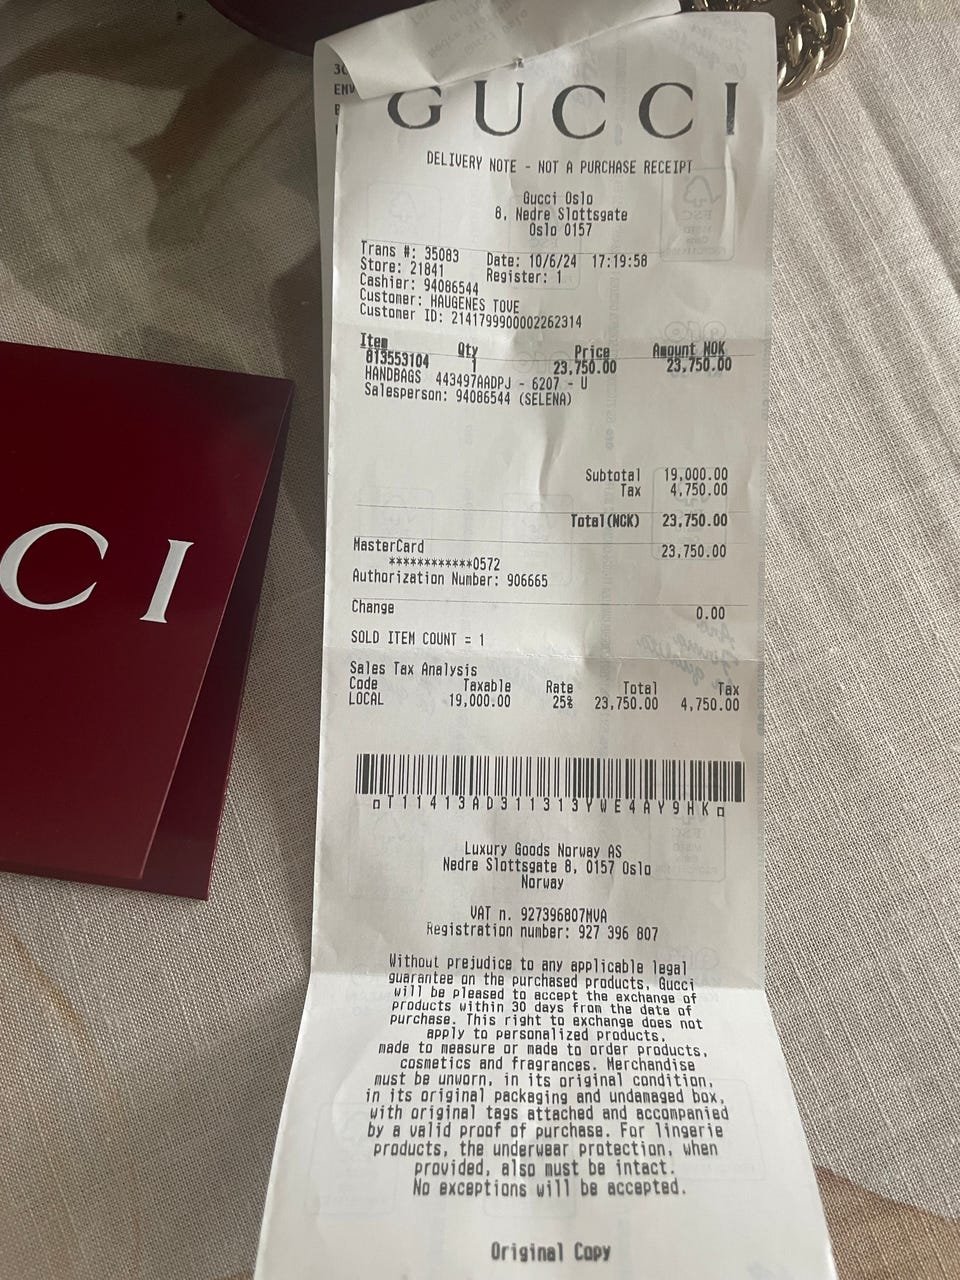 GUCCI
DELIVERY NOTE - NOT A PURCHASE RECEIPT
Gucci Oslo
8, Nedre Slottsgate
Oslo 0157
Trans #: 35083 Date: 10/6/24 17:19:58
Store: 21841 Register: 1
Cashier: 94086544
Customer: HAUGENES TOVE
Customer ID: 2141799900002262314
Item Qty Price Amount NOK
813553104 1 23,750.00 23,750.00
HANDBAGS 443497AADPJ - 6207 - U
Salesperson: 94086544 (SELENA)
Subtotal 19,000.00
Tax 4,750.00
Total(NOK) 23,750.00
MasterCard 23,750.00
************0572
Authorization Number: 906665
Change 0.00
SOLD ITEM COUNT = 1
Sales Tax Analysis
Code Taxable Rate Total Tax
LOCAL 19,000.00 25% 23,750.00 4,750.00
T11413AD311313YWE4AY9HK
Luxury Goods Norway AS
Nedre Slottsgate 8, 0157 Oslo
Norway
VAT n. 927396807MVA
Registration number: 927 396 807
Without prejudice to any applicable legal
guarantee on the purchased products, Gucci
will be pleased to accept the exchange of
products within 30 days from the date of
purchase. This right to exchange does not
apply to personalized products,
made to measure or made to order products,
cosmetics and fragrances. Merchandise
must be unworn, in its original condition,
in its original packaging and undamaged box,
with original tags attached and accompanied
by a valid proof of purchase. For lingerie
products, the underwear protection, when
provided, also must be intact.
No exceptions will be accepted.
Original Copy
CCI